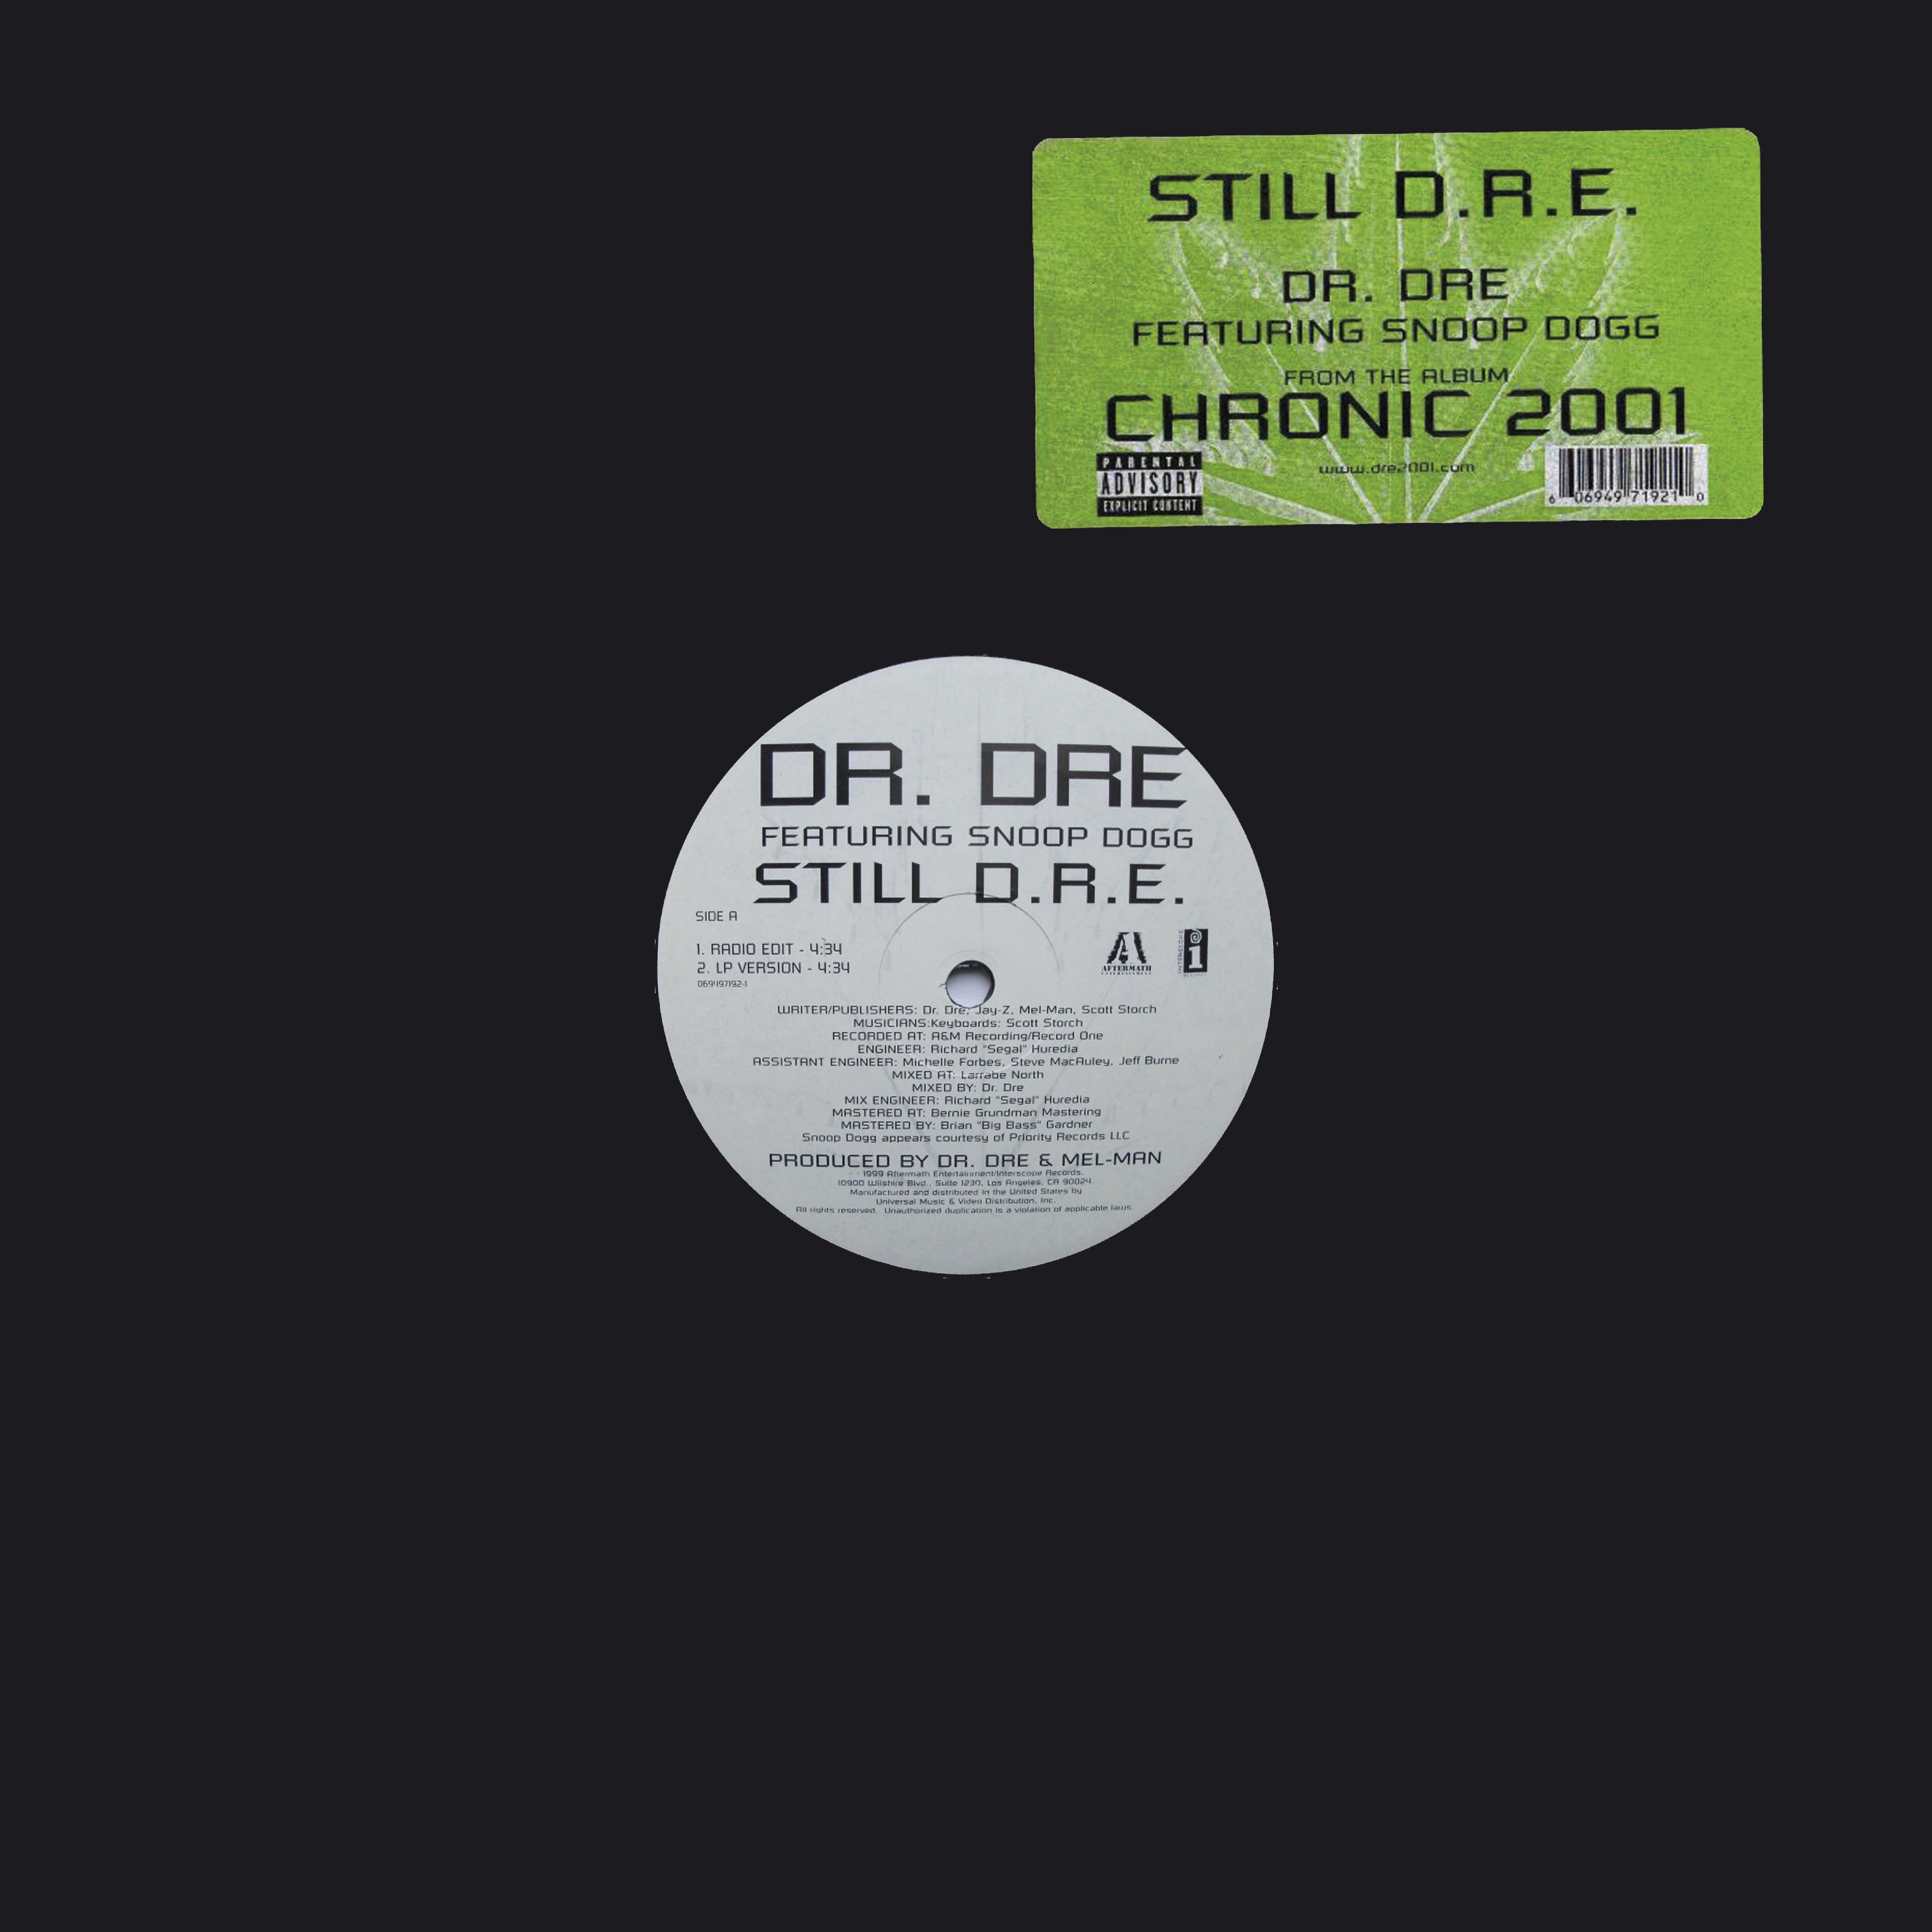 STILL D.R.E.
DR. DRE
FEATURING SNOOP DOGG
FROM THE ALBUM
CHRONIC 2001
PARENTAL
ADVISORY
EXPLICIT CONTENT
www.dre2001.com
6 06949 71921 0
DR. DRE
FEATURING SNOOP DOGG
STILL D.R.E.
SIDE A
1. RADIO EDIT - 4:34
2. LP VERSION - 4:34
069497192-1
AFTERMATH
ENTERTAINMENT
INTERSCOPE
RECORDS
WRITER/PUBLISHERS: Dr. Dre, Jay-Z, Mel-Man, Scott Storch
MUSICIANS:Keyboards: Scott Storch
RECORDED AT: A&M Recording/Record One
ENGINEER: Richard "Segal" Huredia
ASSISTANT ENGINEER: Michelle Forbes, Steve MacAuley, Jeff Burne
MIXED AT: Larrabe North
MIXED BY: Dr. Dre
MIX ENGINEER: Richard "Segal" Huredia
MASTERED AT: Bernie Grundman Mastering
MASTERED BY: Brian "Big Bass" Gardner
Snoop Dogg appears courtesy of Priority Records LLC
PRODUCED BY DR. DRE & MEL-MAN
1999 Aftermath Entertainment/Interscope Records.
10900 Wilshire Blvd., Suite 1230, Los Angeles, CA 90024.
Manufactured and distributed in the United States by
Universal Music & Video Distribution, Inc.
All rights reserved. Unauthorized duplication is a violation of applicable laws.